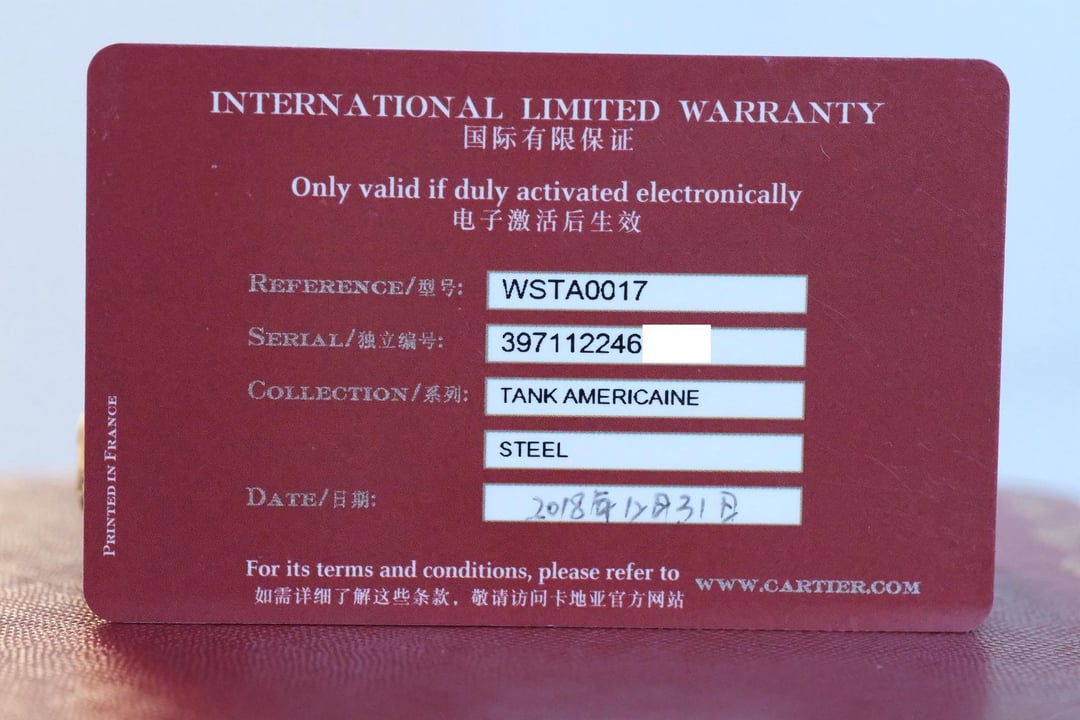 INTERNATIONAL LIMITED WARRANTY
国际有限保证
Only valid if duly activated electronically
电子激活后生效
REFERENCE/型号: WSTA0017
SERIAL/独立编号: 397112246
COLLECTION/系列: TANK AMERICAINE
STEEL
DATE/日期: 2018年12月31日
For its terms and conditions, please refer to WWW.CARTIER.COM
如需详细了解这些条款，敬请访问卡地亚官方网站
PRINTED IN FRANCE